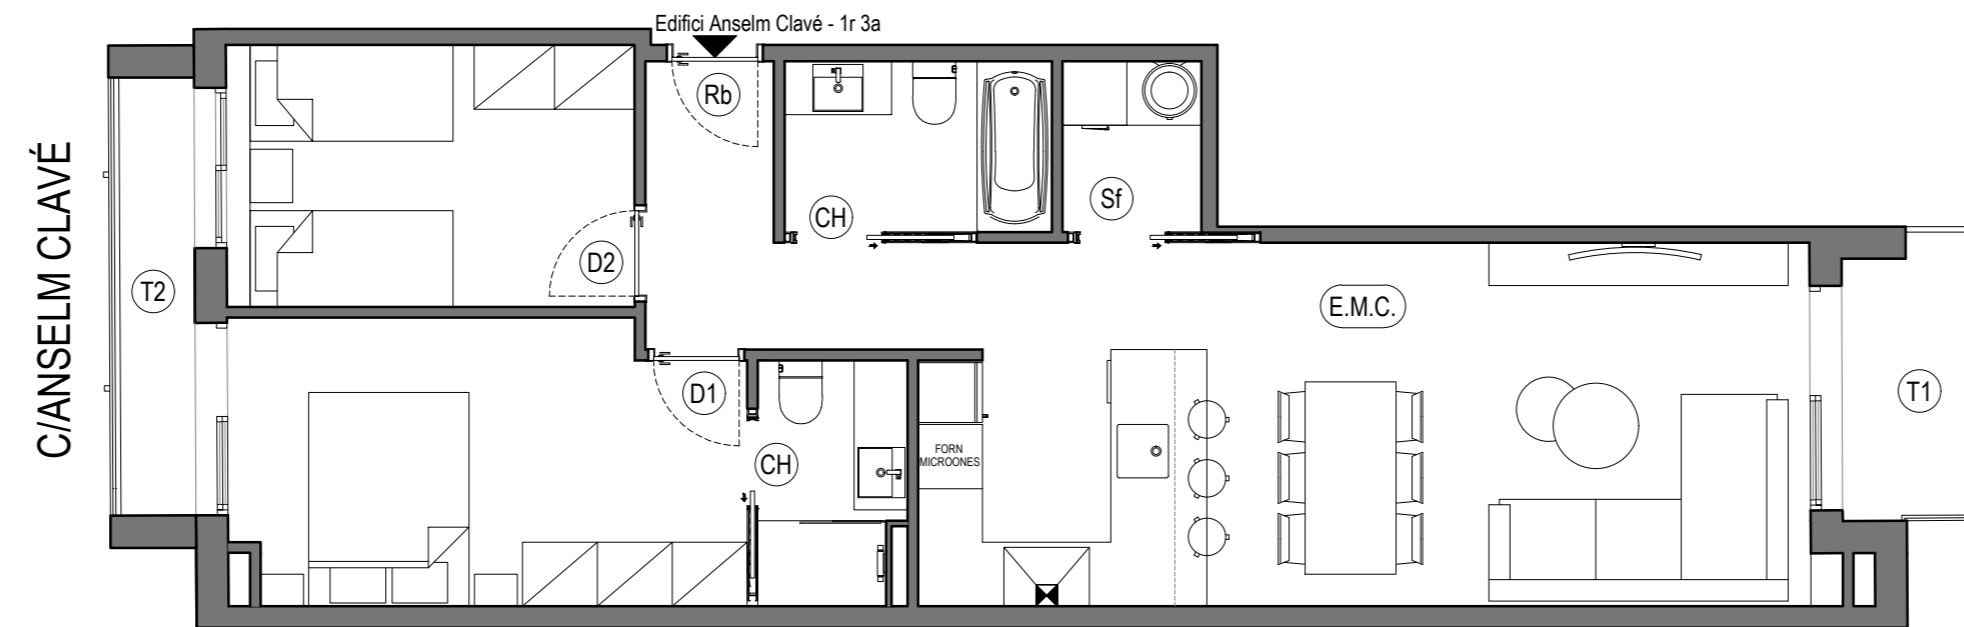 Edifici Anselm Clavé - 1r 3a
C/ANSELM CLAVÉ
Rb
CH
Sf
D2
T2
E.M.C.
D1
T1
CH
FORN
MICROONES